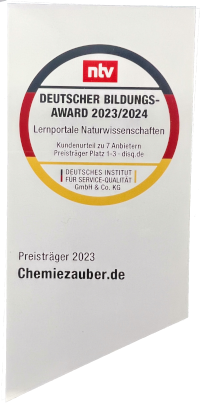 ntv
DEUTSCHER BILDUNGS-
AWARD 2023/2024
Lernportale Naturwissenschaften
Kundenurteil zu 7 Anbietern
Preisträger Platz 1-3 · disq.de
DEUTSCHES INSTITUT
FÜR SERVICE-QUALITÄT
GmbH & Co. KG
Preisträger 2023
Chemiezauber.de